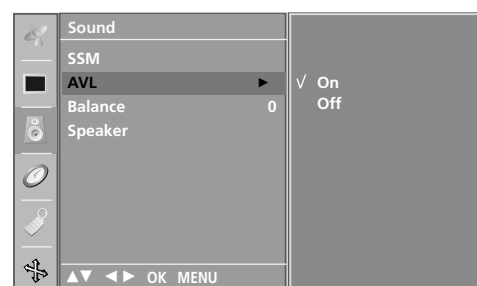 Sound
SSM
AVL ►
Balance 0
Speaker
√ On
Off
▲▼ ◄► OK MENU